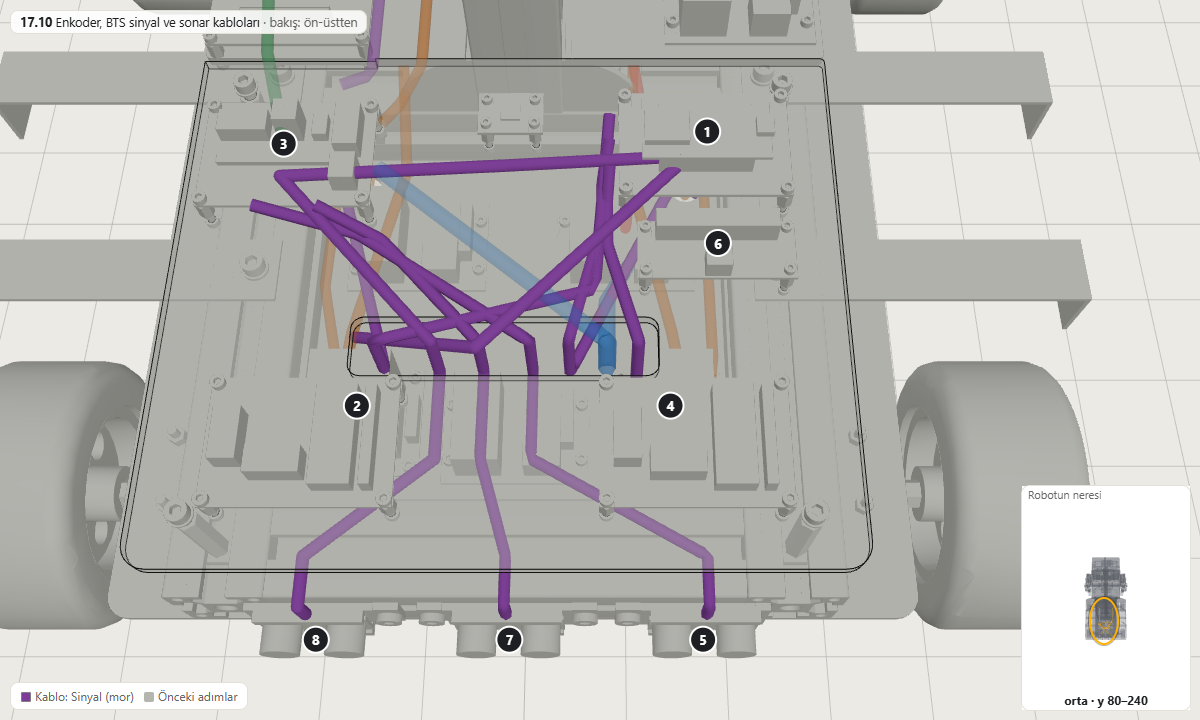 17.10 Enkoder, BTS sinyal ve sonar kabloları · bakış: ön-üstten
1
3
6
2
4
8
7
5
Robotun neresi
orta · y 80–240
Kablo: Sinyal (mor)
Önceki adımlar